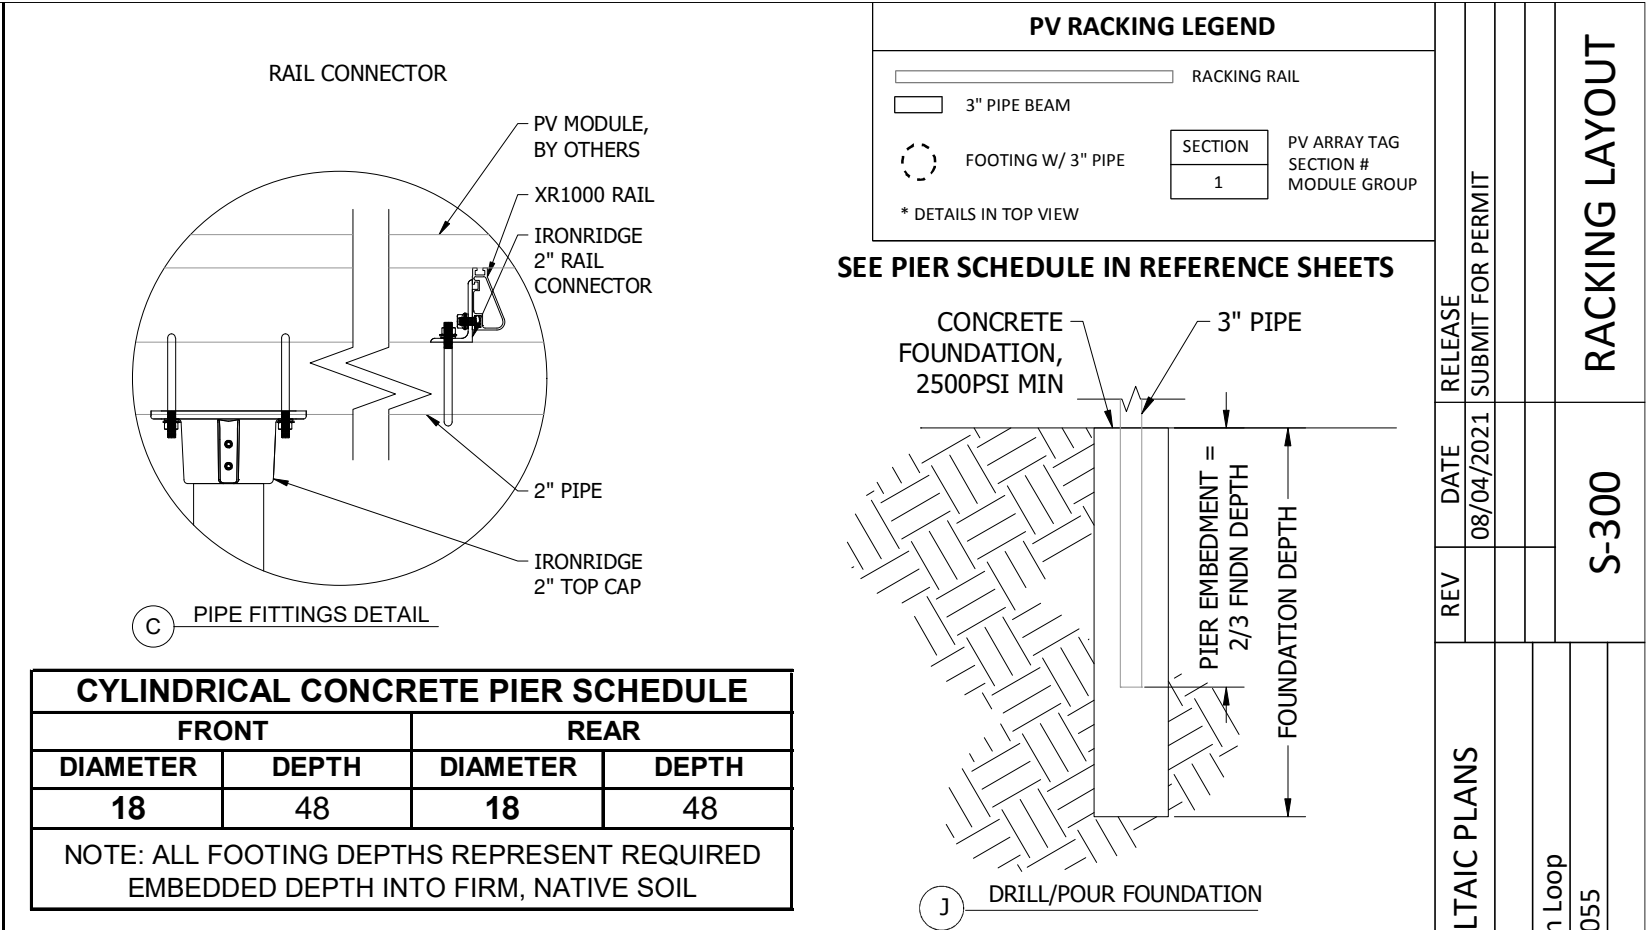 RAIL CONNECTOR
PV MODULE,
BY OTHERS
XR1000 RAIL
IRONRIDGE
2" RAIL
CONNECTOR
2" PIPE
IRONRIDGE
2" TOP CAP
C PIPE FITTINGS DETAIL
CYLINDRICAL CONCRETE PIER SCHEDULE
FRONT REAR
DIAMETER DEPTH DIAMETER DEPTH
18 48 18 48
NOTE: ALL FOOTING DEPTHS REPRESENT REQUIRED
EMBEDDED DEPTH INTO FIRM, NATIVE SOIL
PV RACKING LEGEND
RACKING RAIL
3" PIPE BEAM
FOOTING W/ 3" PIPE
SECTION
1
PV ARRAY TAG
SECTION #
MODULE GROUP
* DETAILS IN TOP VIEW
SEE PIER SCHEDULE IN REFERENCE SHEETS
CONCRETE
FOUNDATION,
2500PSI MIN
3" PIPE
PIER EMBEDMENT =
2/3 FNDN DEPTH
FOUNDATION DEPTH
J DRILL/POUR FOUNDATION
REV DATE RELEASE
08/04/2021 SUBMIT FOR PERMIT
S-300 RACKING LAYOUT
LTAIC PLANS
n Loop
055